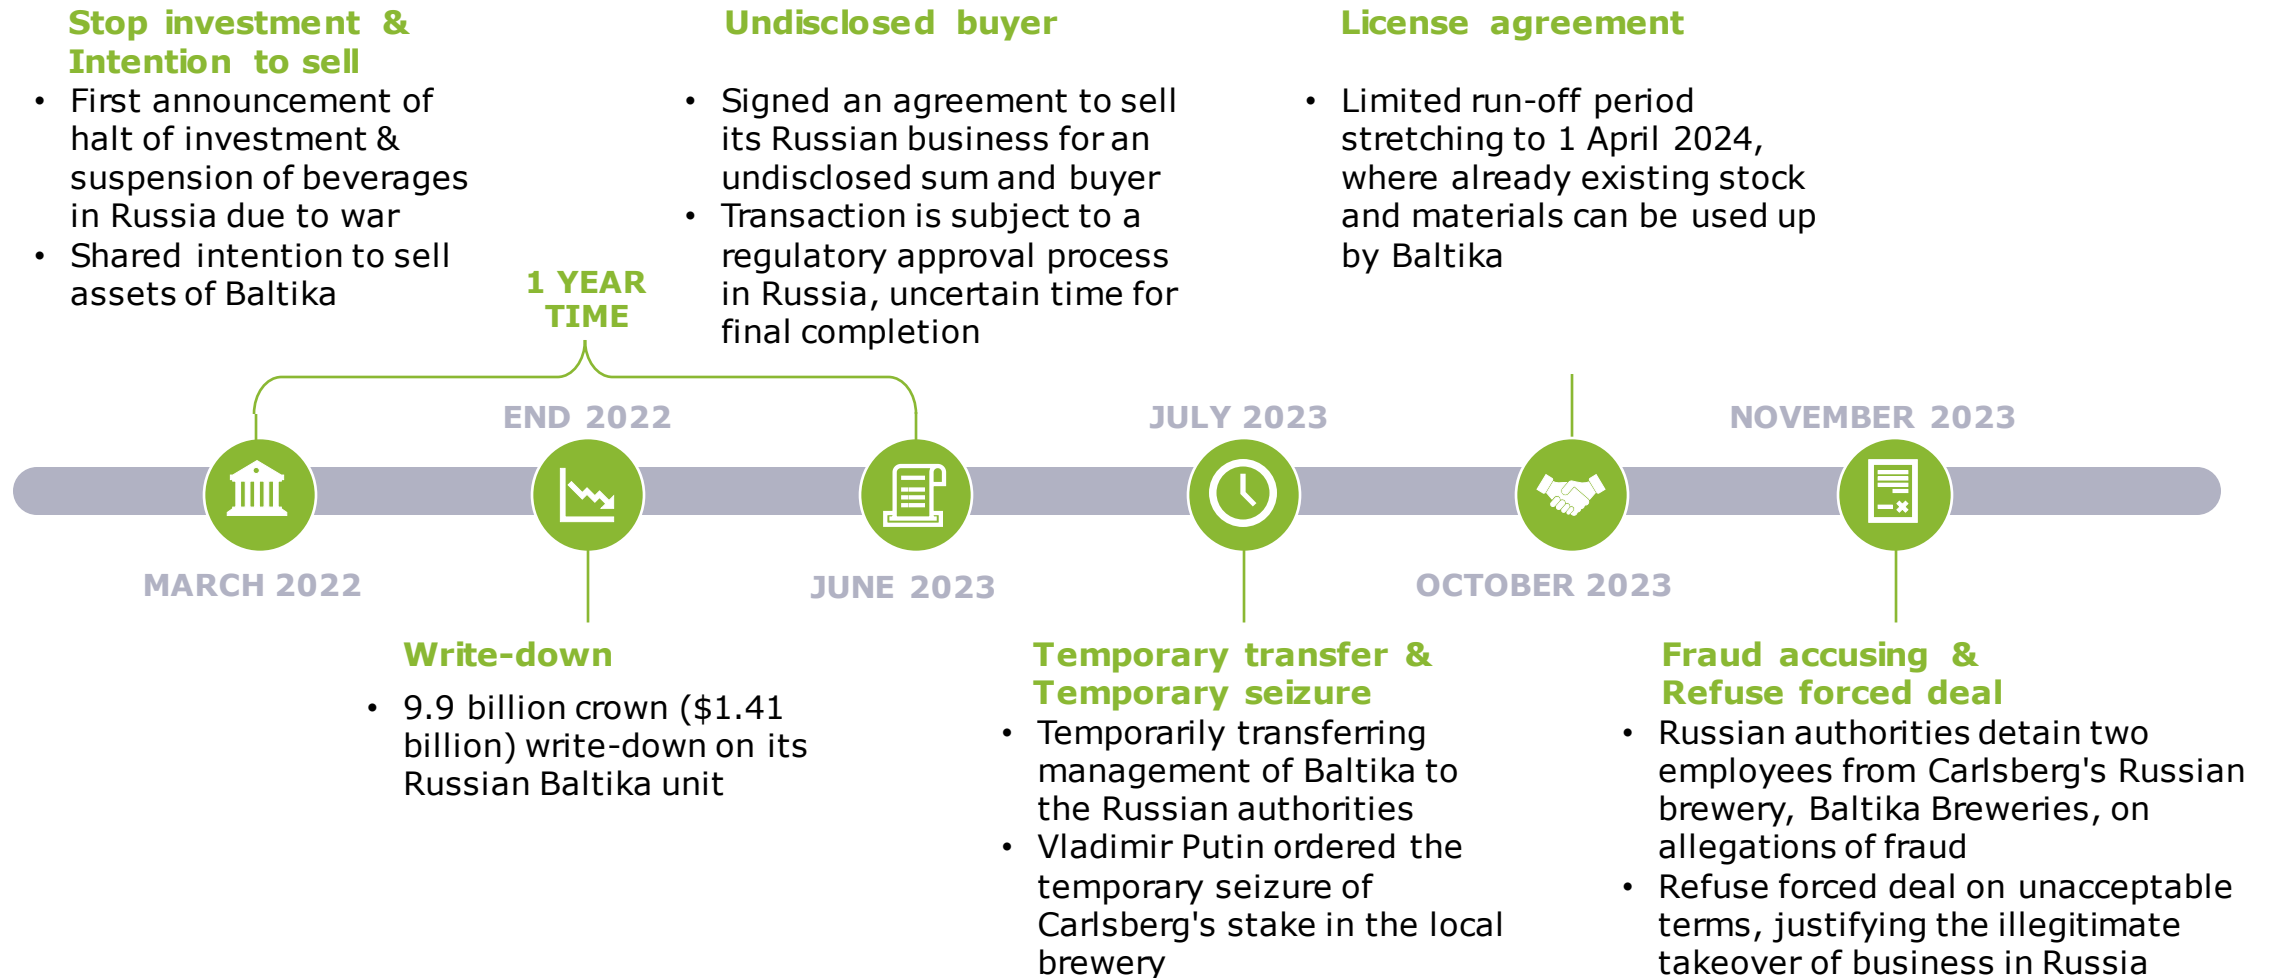 Stop investment &
Intention to sell
• First announcement of
halt of investment &
suspension of beverages
in Russia due to war
• Shared intention to sell
assets of Baltika
1 YEAR
TIME
Undisclosed buyer
• Signed an agreement to sell
its Russian business for an
undisclosed sum and buyer
• Transaction is subject to a
regulatory approval process
in Russia, uncertain time for
final completion
License agreement
• Limited run-off period
stretching to 1 April 2024,
where already existing stock
and materials can be used up
by Baltika
END 2022
JULY 2023
NOVEMBER 2023
MARCH 2022
JUNE 2023
OCTOBER 2023
Write-down
• 9.9 billion crown ($1.41
billion) write-down on its
Russian Baltika unit
Temporary transfer &
Temporary seizure
• Temporarily transferring
management of Baltika to
the Russian authorities
• Vladimir Putin ordered the
temporary seizure of
Carlsberg's stake in the local
brewery
Fraud accusing &
Refuse forced deal
• Russian authorities detain two
employees from Carlsberg's Russian
brewery, Baltika Breweries, on
allegations of fraud
• Refuse forced deal on unacceptable
terms, justifying the illegitimate
takeover of business in Russia